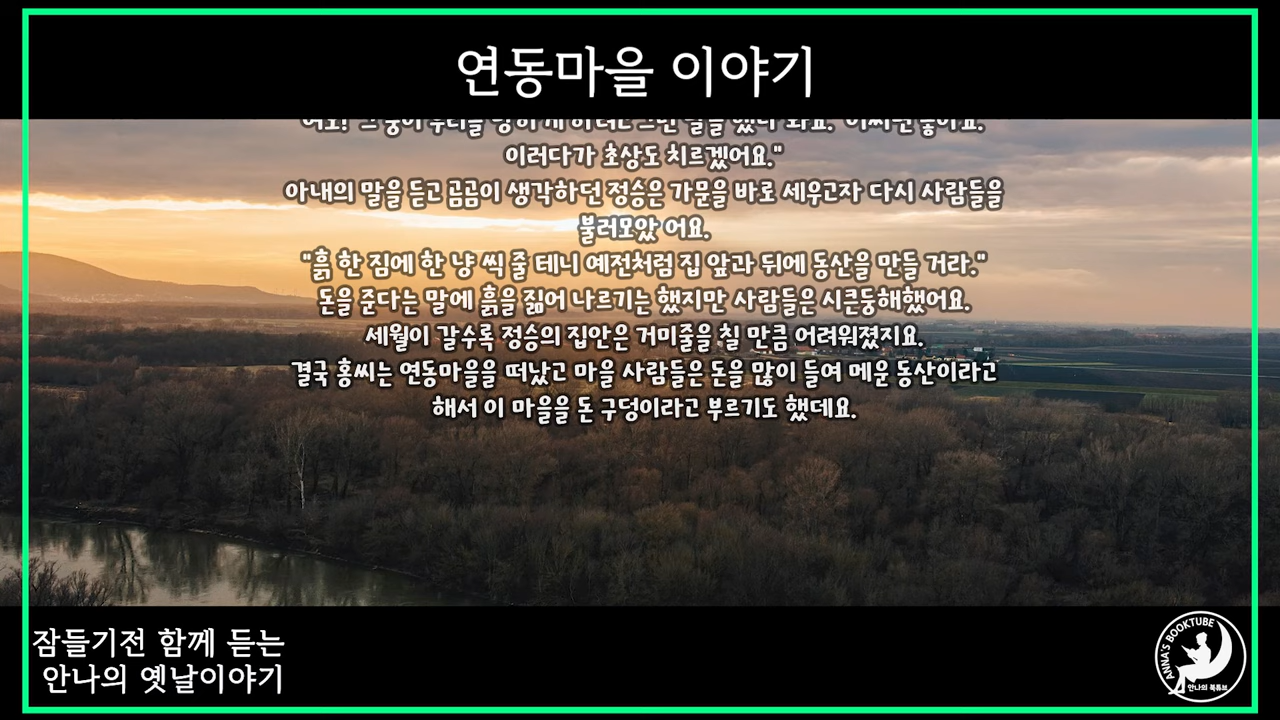 연동마을 이야기
이러다가 초상도 치르겠어요."
아내의 말을 듣고 곰곰이 생각하던 정승은 가문을 바로 세우고자 다시 사람들을
불러모았 어요.
"흙 한 짐에 한 냥 씩 줄 테니 예전처럼 집 앞과 뒤에 동산을 만들 거라."
돈을 준다는 말에 흙을 짊어 나르기는 했지만 사람들은 시큰둥해했어요.
세월이 갈수록 정승의 집안은 거미줄을 칠 만큼 어려워졌지요.
결국 홍씨는 연동마을을 떠났고 마을 사람들은 돈을 많이 들여 메운 동산이라고
해서 이 마을을 돈 구덩이라고 부르기도 했데요.
잠들기전 함께 듣는
안나의 옛날이야기
ANNA'S BOOKTUBE
안나의 북튜브